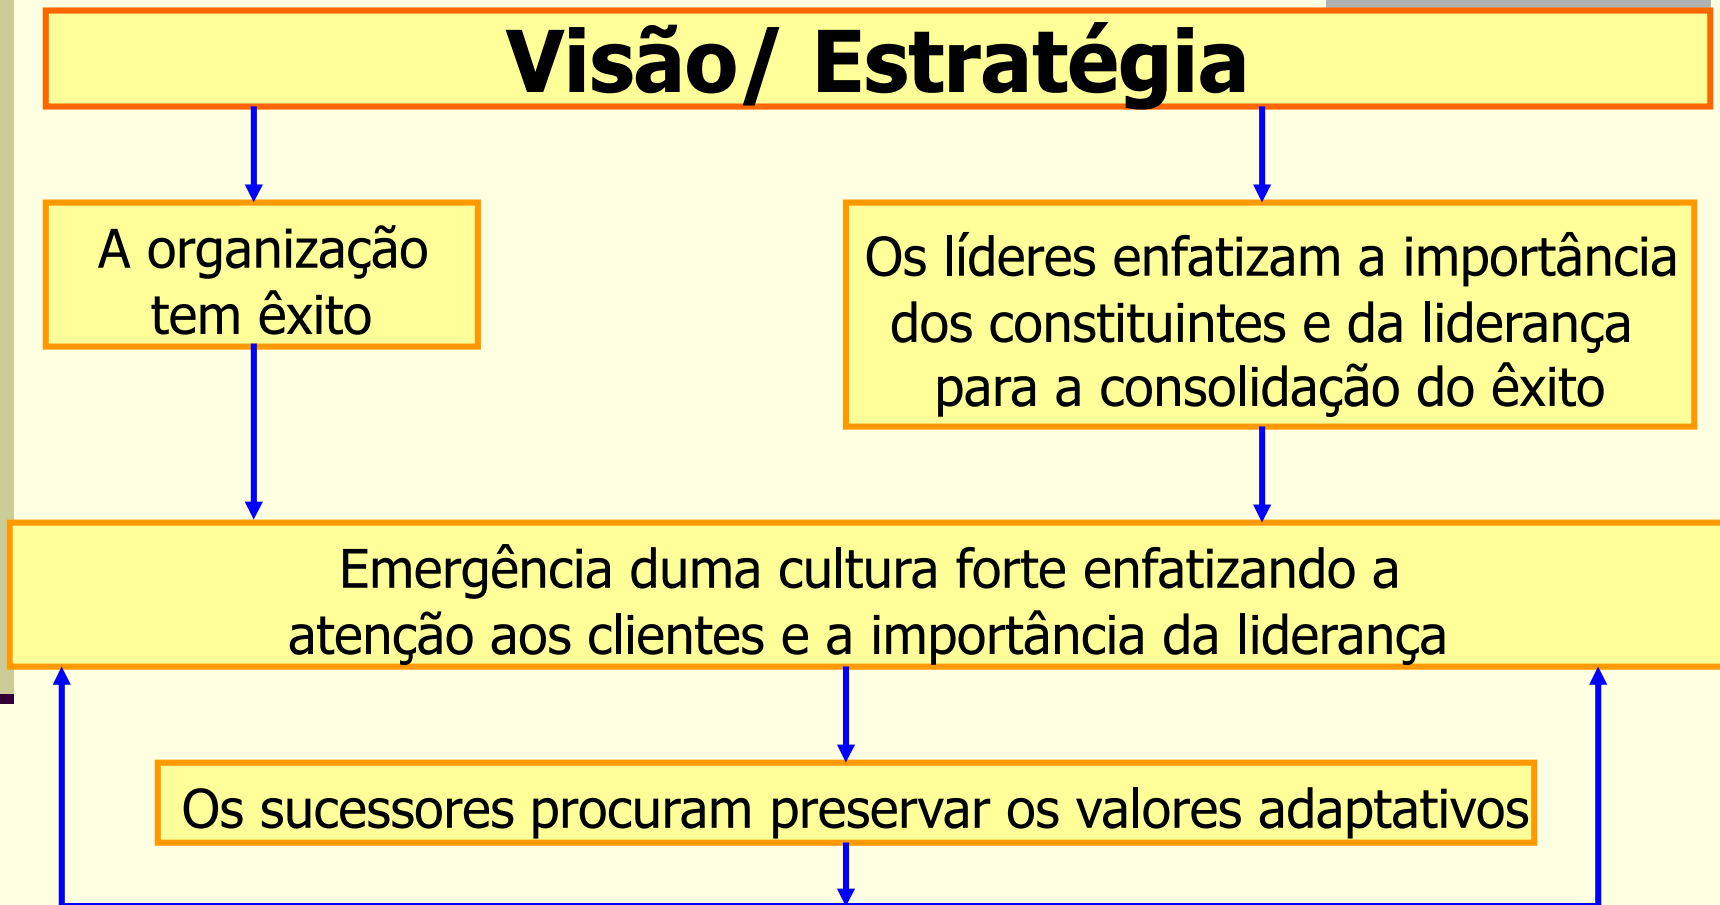 Visão/ Estratégia
A organização
tem êxito
Os líderes enfatizam a importância
dos constituintes e da liderança
para a consolidação do êxito
Emergência duma cultura forte enfatizando a
atenção aos clientes e a importância da liderança
Os sucessores procuram preservar os valores adaptativos